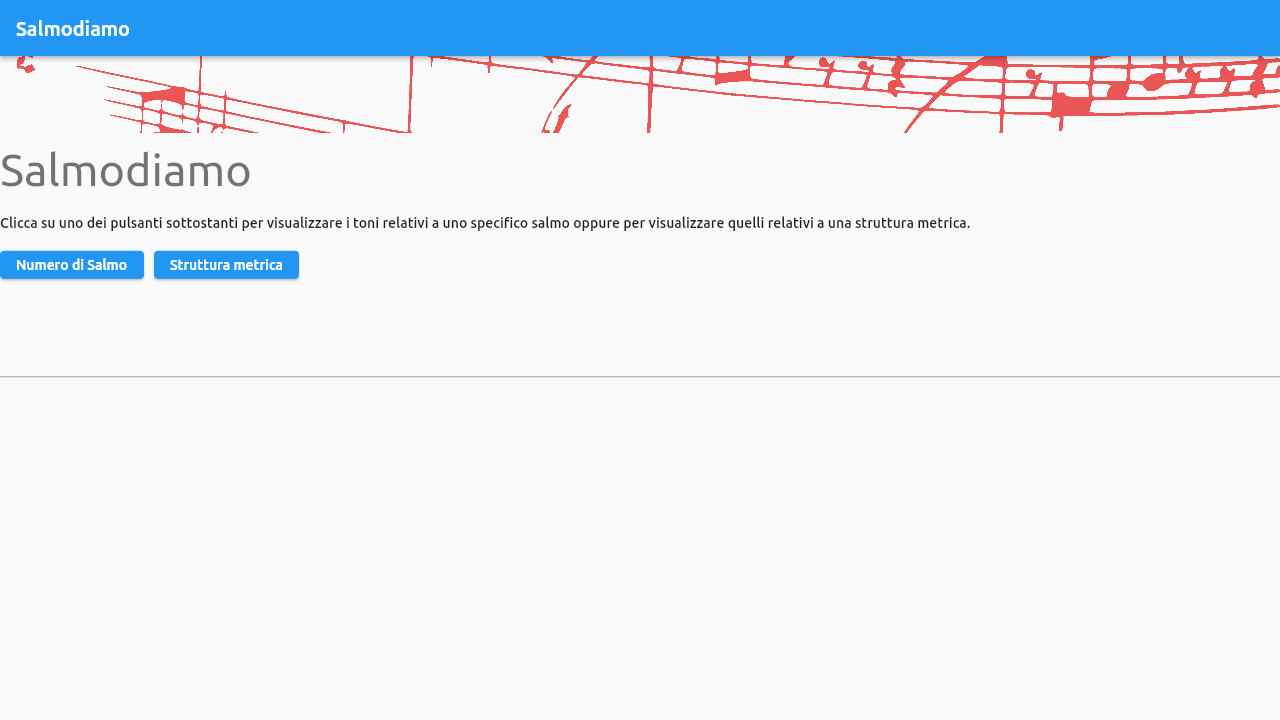 Salmodiamo
Salmodiamo
Clicca su uno dei pulsanti sottostanti per visualizzare i toni relativi a uno specifico salmo oppure per visualizzare quelli relativi a una struttura metrica.
Numero di Salmo
Struttura metrica